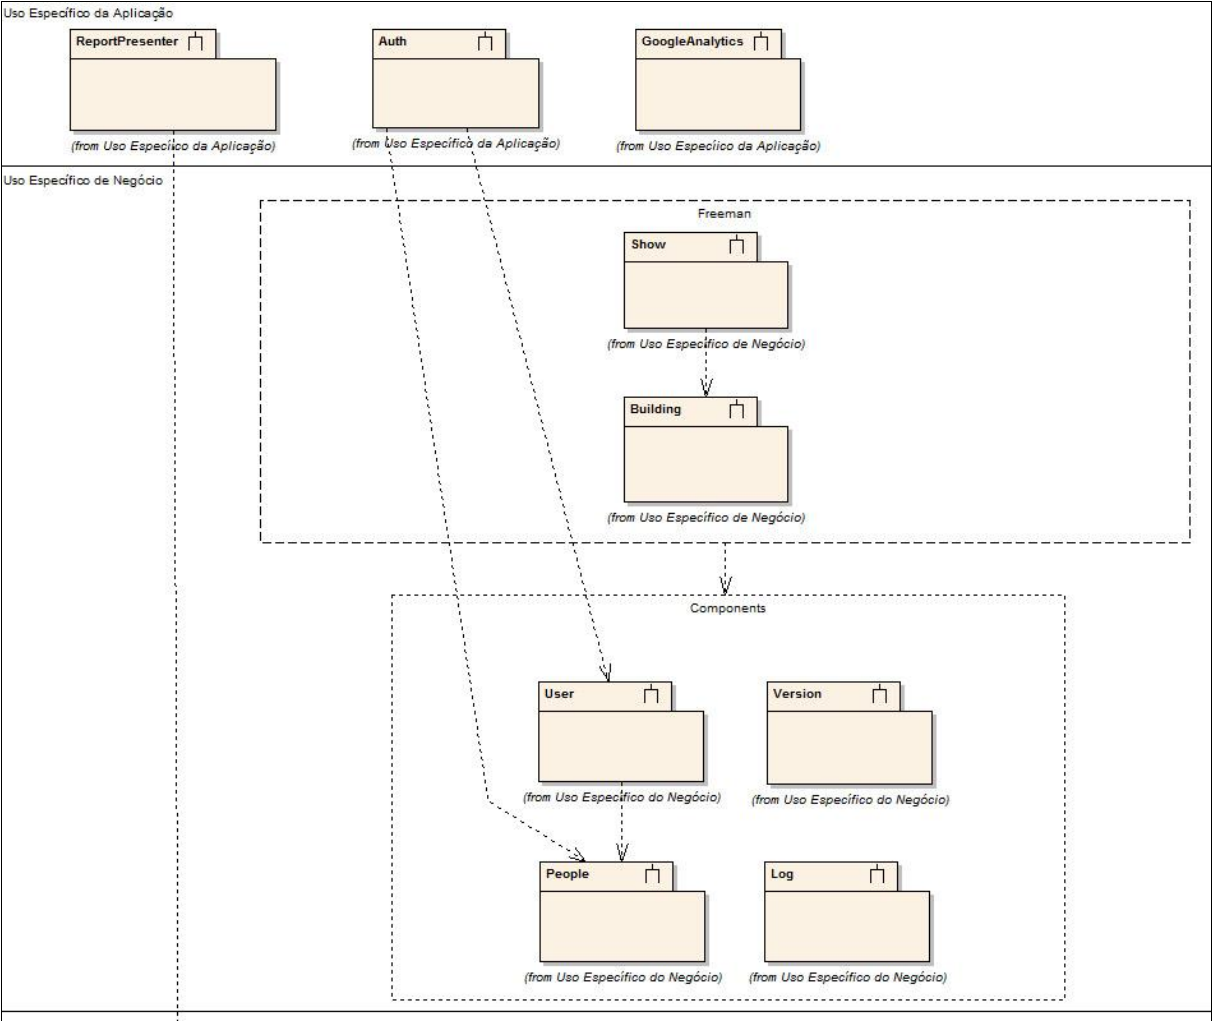 Uso Específico da Aplicação
ReportPresenter
Auth
GoogleAnalytics
(from Uso Específico da Aplicação)
(from Uso Específico da Aplicação)
(from Uso Específico da Aplicação)
Uso Específico de Negócio
Freeman
Show
(from Uso Específico de Negócio)
Building
(from Uso Específico de Negócio)
Components
User
Version
(from Uso Específico do Negócio)
(from Uso Específico do Negócio)
People
Log
(from Uso Específico do Negócio)
(from Uso Específico do Negócio)